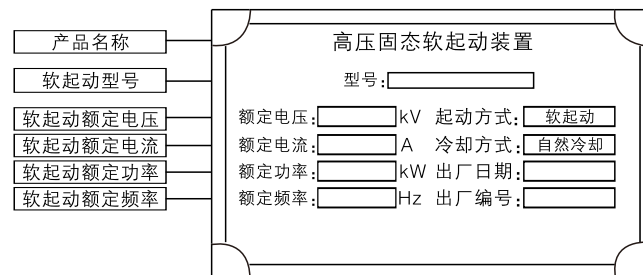 产品名称
软起动型号
软起动额定电压
软起动额定电流
软起动额定功率
软起动额定频率
高压固态软起动装置
型号:
额定电压: kV 起动方式: 软起动
额定电流: A 冷却方式: 自然冷却
额定功率: kW 出厂日期:
额定频率: Hz 出厂编号: